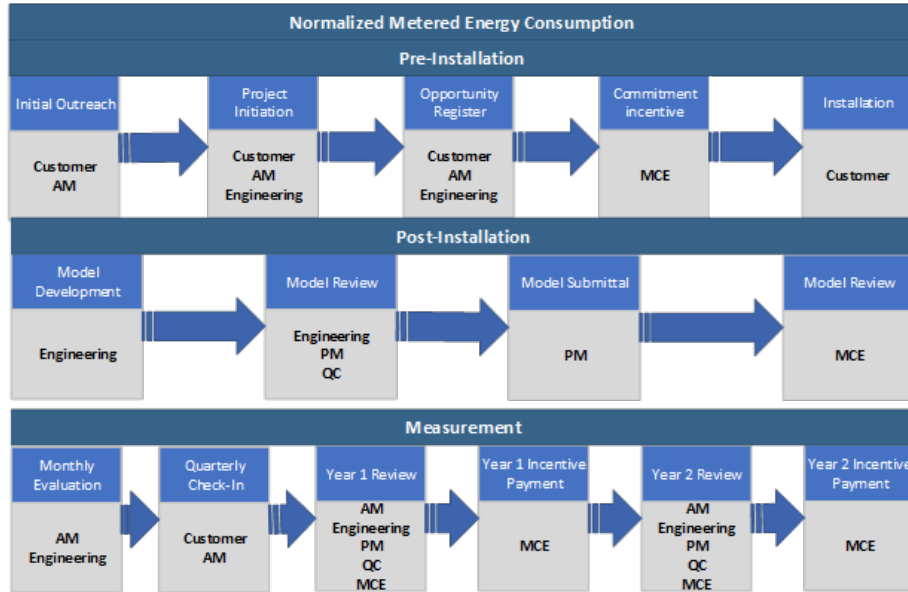 Normalized Metered Energy Consumption
Pre-Installation
Initial Outreach
Customer
AM
Project
Initiation
Customer
AM
Engineering
Opportunity
Register
Customer
AM
Engineering
Commitment
incentive
MCE
Installation
Customer
Post-Installation
Model
Development
Engineering
Model Review
Engineering
PM
QC
Model Submittal
PM
Model Review
MCE
Measurement
Monthly
Evaluation
AM
Engineering
Quarterly
Check-In
Customer
AM
Year 1 Review
AM
Engineering
PM
QC
MCE
Year 1 Incentive
Payment
MCE
Year 2 Review
AM
Engineering
PM
QC
MCE
Year 2 Incentive
Payment
MCE